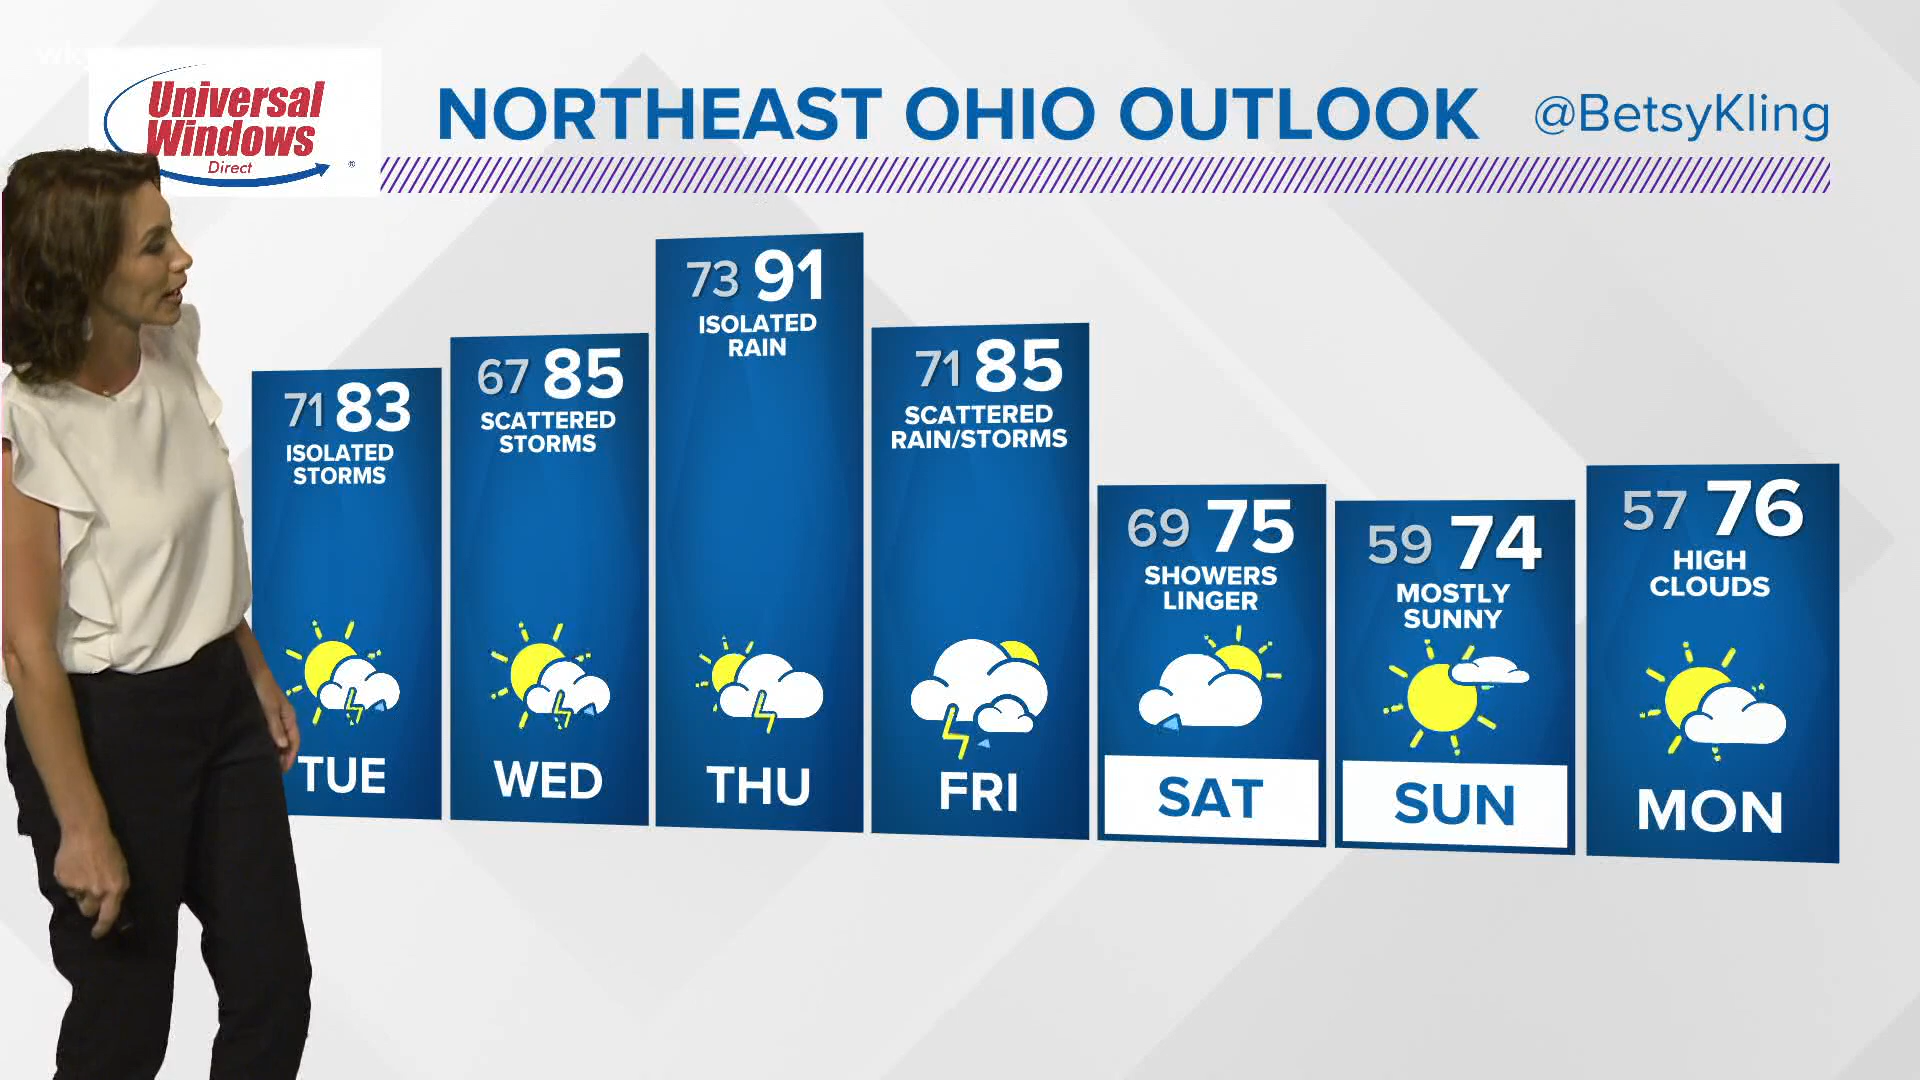 Universal
Windows
Direct
®
NORTHEAST OHIO OUTLOOK
@BetsyKling
71 83
ISOLATED
STORMS
TUE
67 85
SCATTERED
STORMS
WED
73 91
ISOLATED
RAIN
THU
71 85
SCATTERED
RAIN/STORMS
FRI
69 75
SHOWERS
LINGER
SAT
59 74
MOSTLY
SUNNY
SUN
57 76
HIGH
CLOUDS
MON